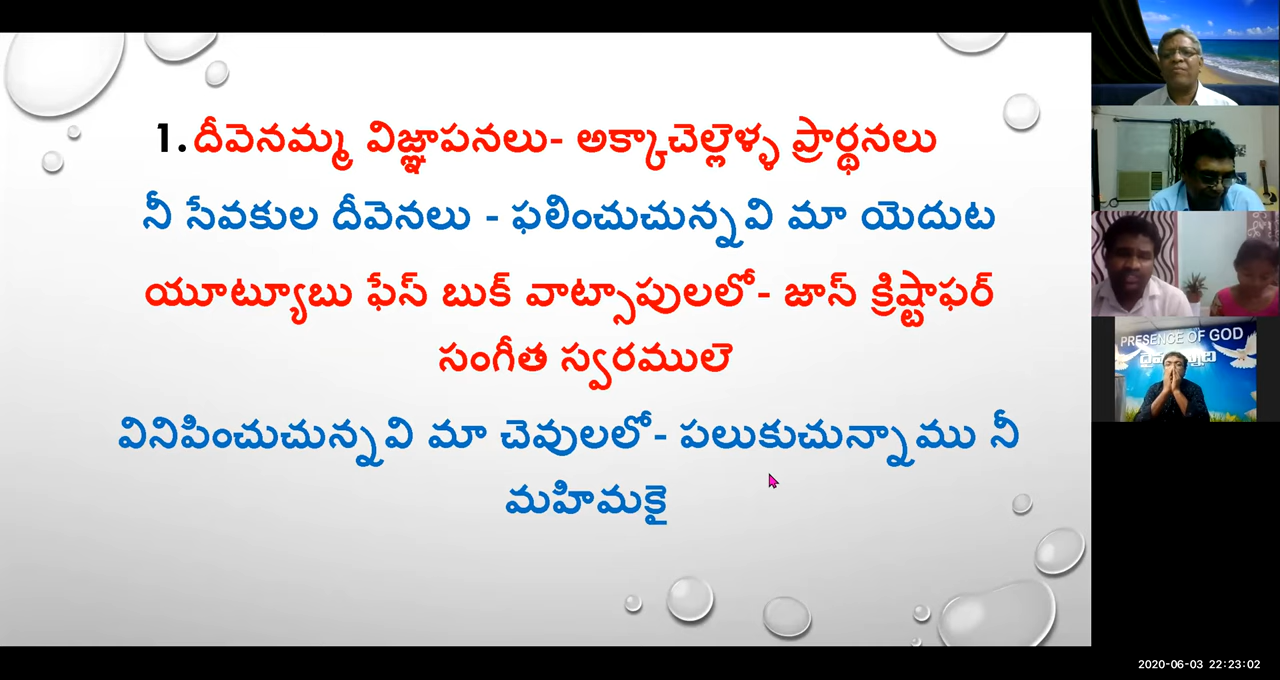 1. దీవెనమ్మ విజ్ఞాపనలు- అక్కాచెల్లెళ్ళ ప్రార్థనలు
నీ సేవకుల దీవెనలు - ఫలించుచున్నవి మా యెదుట
యూట్యూబు ఫేస్ బుక్ వాట్సాపులలో- జాస్ క్రిష్టాఫర్
సంగీత స్వరములె
వినిపించుచున్నవి మా చెవులలో- పలుకుచున్నాము నీ
మహిమకై
PRESENCE OF GOD
2020-06-03 22:23:02